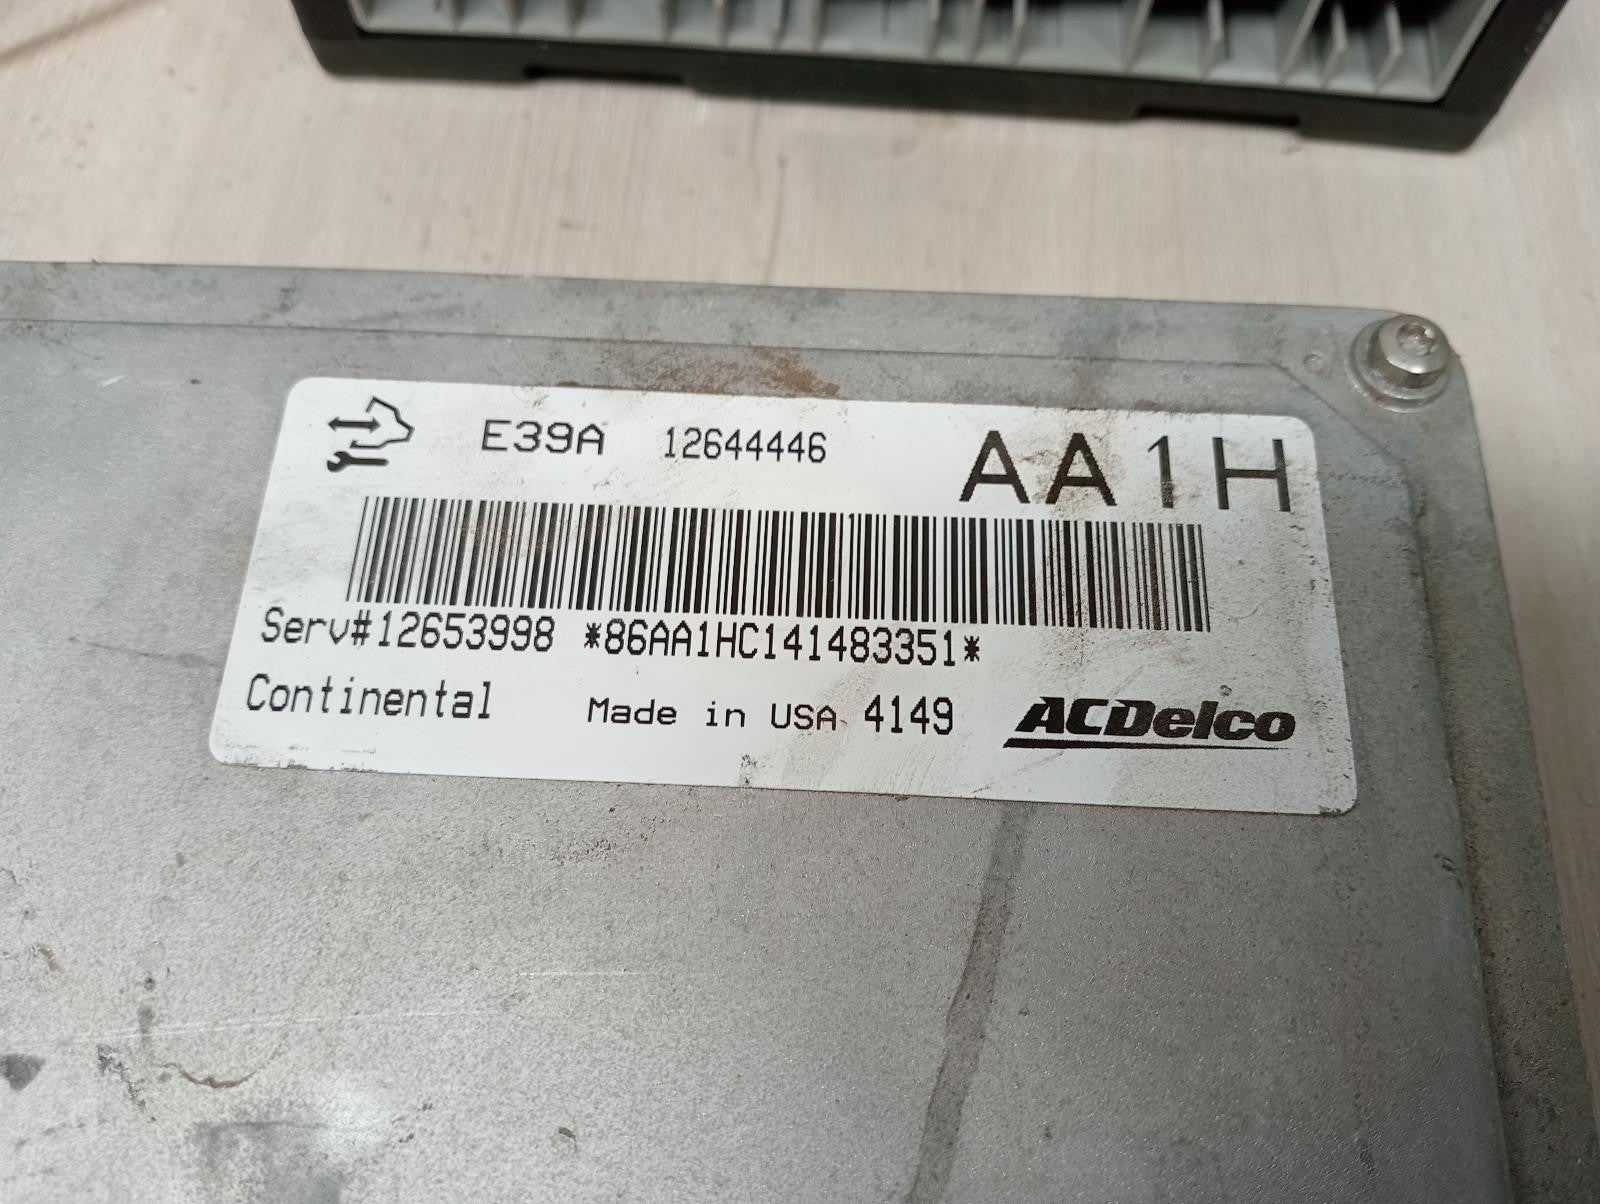 E39A 12644446 AA1H
Serv#12653998 *86AA1HC141483351*
Continental Made in USA 4149 ACDelco